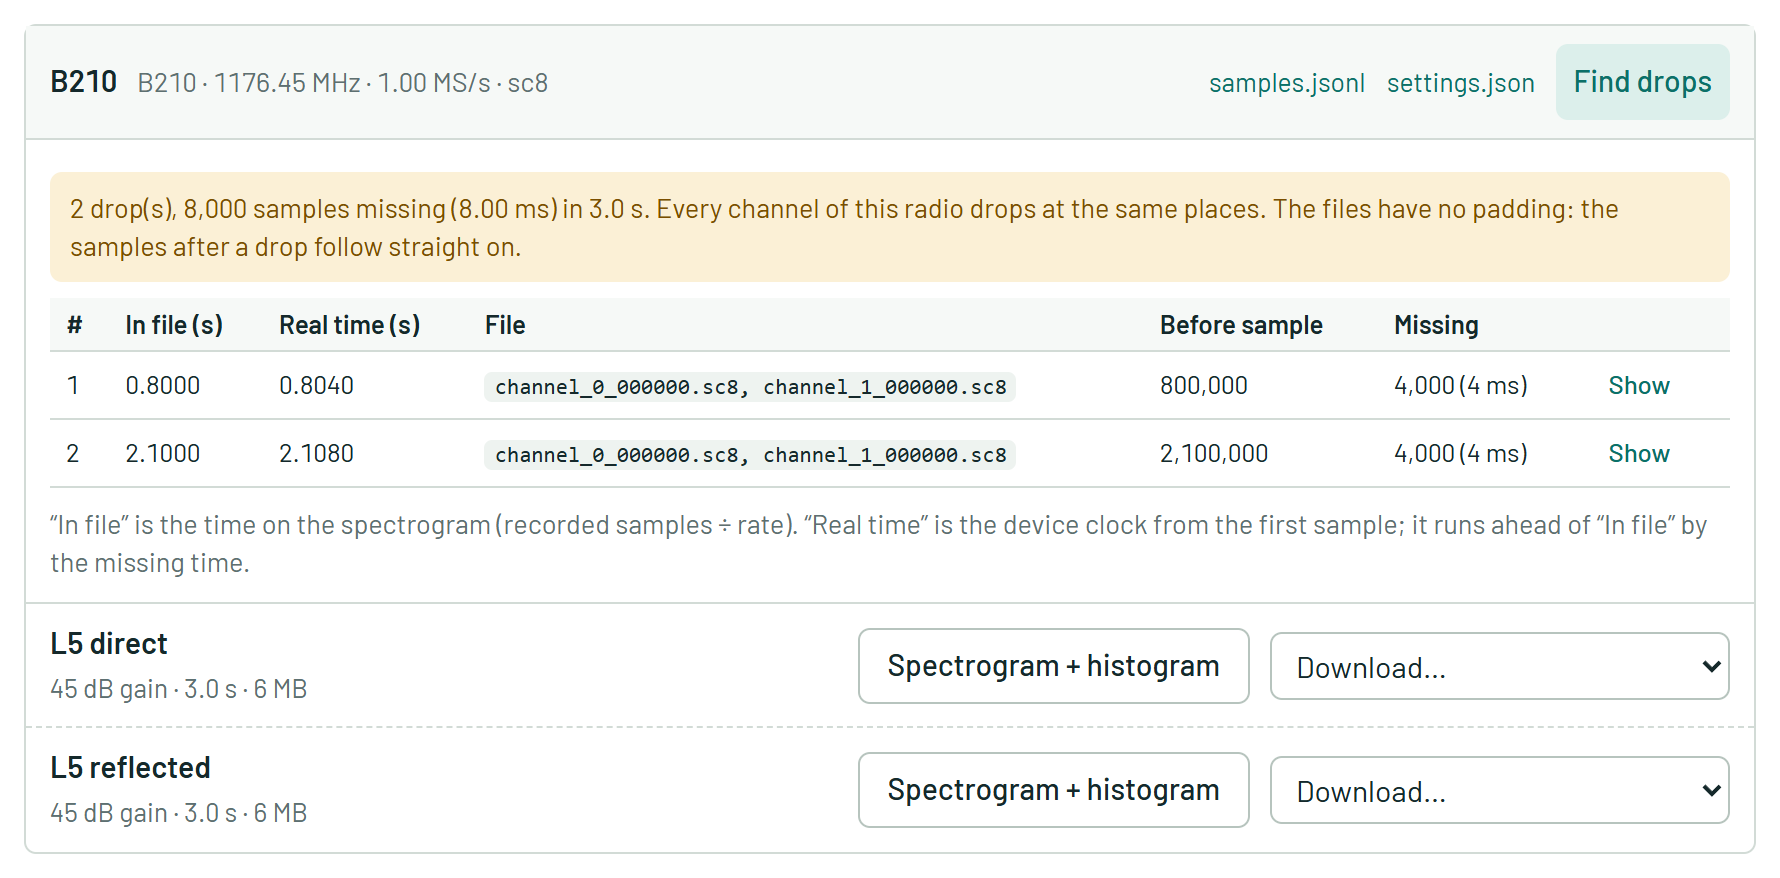 B210 B210 · 1176.45 MHz · 1.00 MS/s · sc8 samples.jsonl settings.json Find drops
2 drop(s), 8,000 samples missing (8.00 ms) in 3.0 s. Every channel of this radio drops at the same places. The files have no padding: the
samples after a drop follow straight on.
# In file (s) Real time (s) File Before sample Missing
1 0.8000 0.8040 channel_0_000000.sc8, channel_1_000000.sc8 800,000 4,000 (4 ms) Show
2 2.1000 2.1080 channel_0_000000.sc8, channel_1_000000.sc8 2,100,000 4,000 (4 ms) Show
“In file” is the time on the spectrogram (recorded samples ÷ rate). “Real time” is the device clock from the first sample; it runs ahead of “In file” by
the missing time.
L5 direct
45 dB gain · 3.0 s · 6 MB
Spectrogram + histogram Download...
L5 reflected
45 dB gain · 3.0 s · 6 MB
Spectrogram + histogram Download...